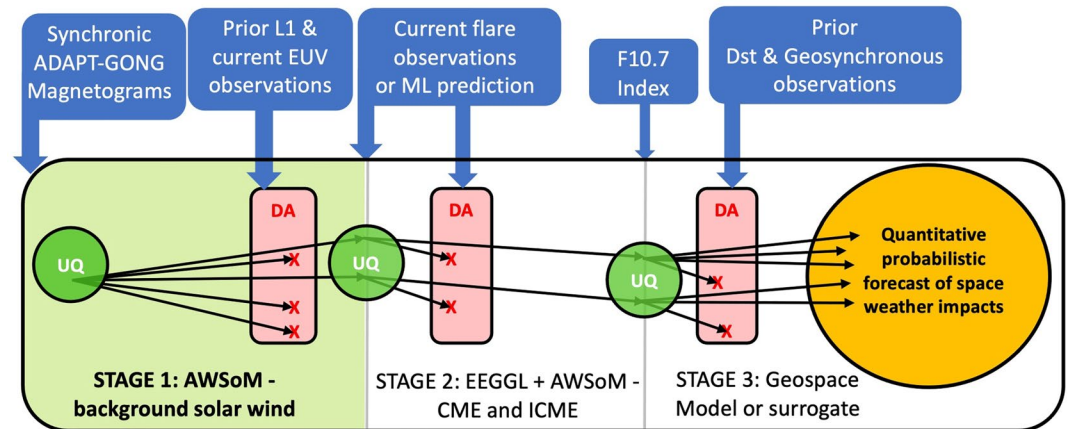 Synchronic
ADAPT-GONG
Magnetograms
Prior L1 &
current EUV
observations
Current flare
observations
or ML prediction
F10.7
Index
Prior
Dst & Geosynchronous
observations
DA
DA
DA
UQ
X
X
X
UQ
X
X
UQ
X
X
Quantitative
probabilistic
forecast of space
weather impacts
STAGE 1: AWSoM -
background solar wind
STAGE 2: EEGGL + AWSoM -
CME and ICME
STAGE 3: Geospace
Model or surrogate